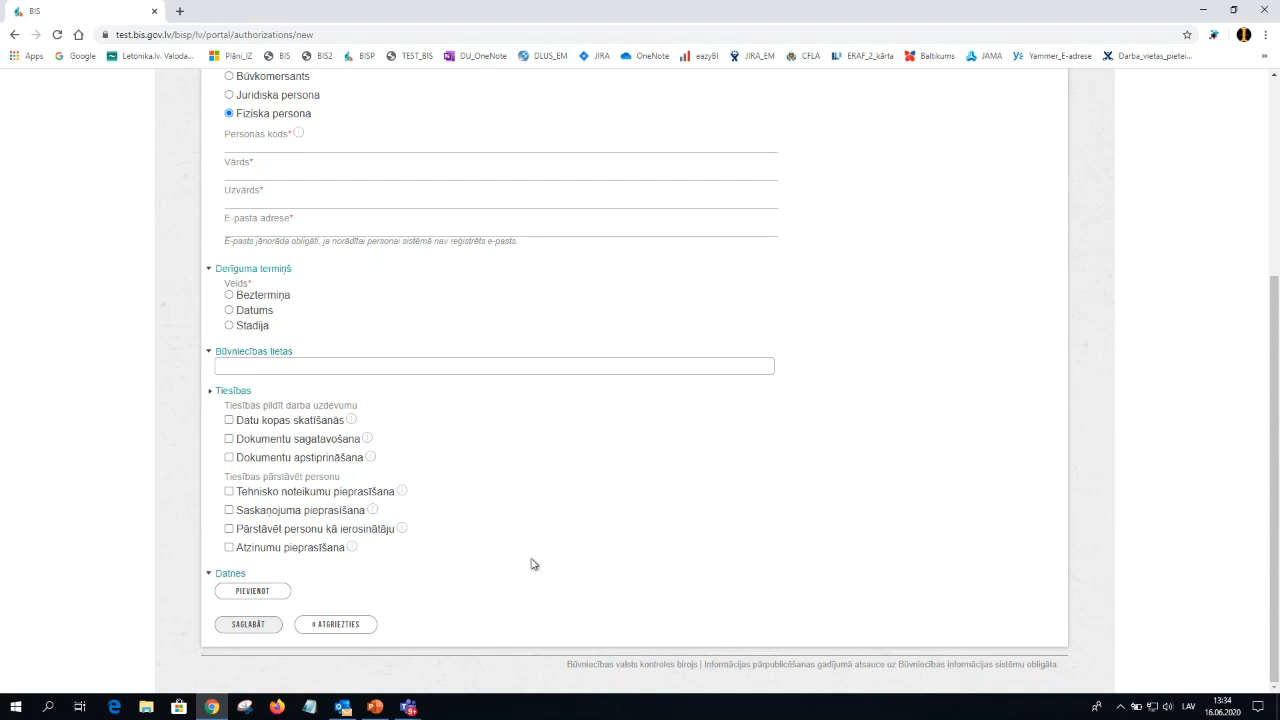 BIS
test.bis.gov.lv/bisp/lv/portal/authorizations/new
Apps Google Letonika.lv. Valoda... Plāni_IZ BIS BIS2 BISP TEST_BIS DU_OneNote DLUS_EM JIRA OneNote eazyBI JIRA_EM CFLA ERAF_2_kārta Baltikums JAMA Yammer_E-adrese Darba_vietas_pietei... »
Būvkomersants
Juridiska persona
Fiziska persona
Personas kods*
Vārds*
Uzvārds*
E-pasta adrese*
E-pasts jānorāda obligāti, ja norādītai personai sistēmā nav reģistrēts e-pasts.
Derīguma termiņš
Veids*
Beztermiņa
Datums
Stadija
Būvniecības lietas
Tiesības
Tiesības pildīt darba uzdevumu
Datu kopas skatīšanās
Dokumentu sagatavošana
Dokumentu apstiprināšana
Tiesības pārstāvēt personu
Tehnisko noteikumu pieprasīšana
Saskaņojuma pieprasīšana
Pārstāvēt personu kā ierosinātāju
Atzinumu pieprasīšana
Datnes
PIEVIENOT
SAGLABĀT « ATGRIEZTIES
Būvniecības valsts kontroles birojs | Informācijas pārpublicēšanas gadījumā atsauce uz Būvniecības informācijas sistēmu obligāta.
LAV
13:34
16.06.2020